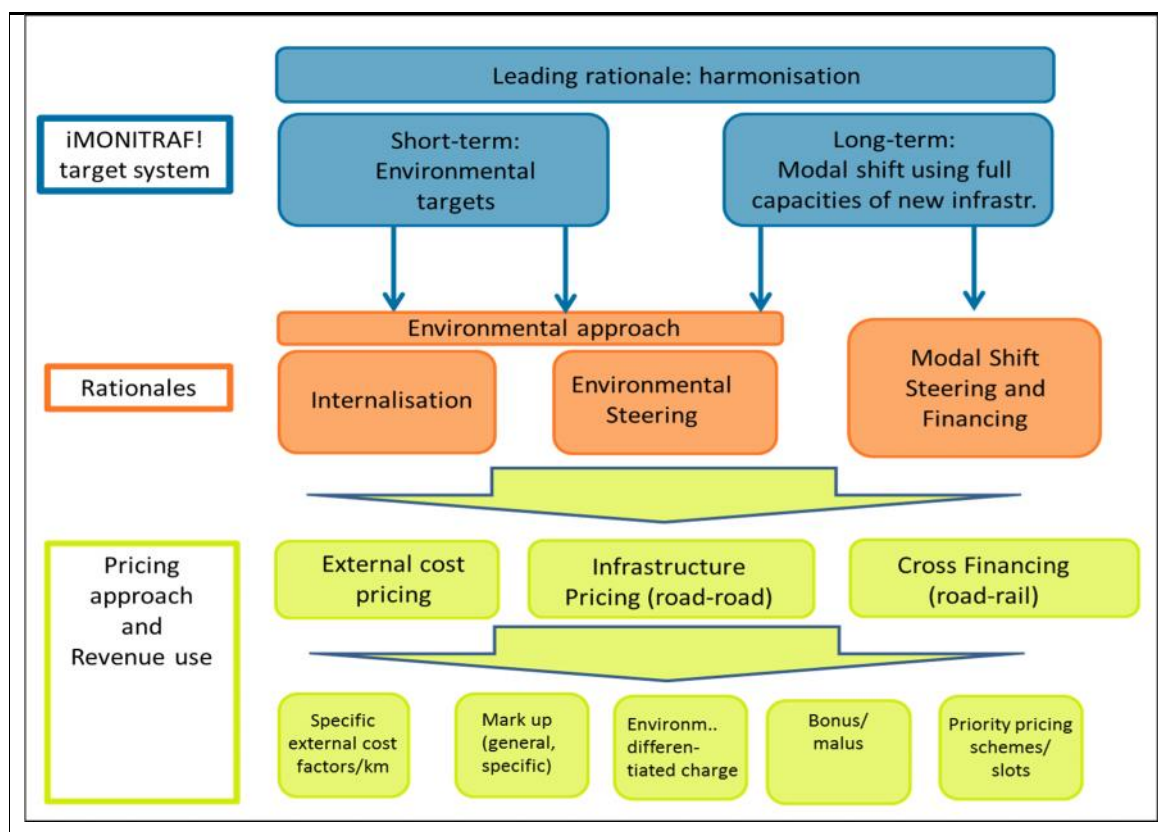 Leading rationale: harmonisation
iMONITRAF!
target system
Short-term:
Environmental
targets
Long-term:
Modal shift using full
capacities of new infrastr.
Environmental approach
Rationales
Internalisation
Environmental
Steering
Modal Shift
Steering and
Financing
Pricing
approach
and
Revenue use
External cost
pricing
Infrastructure
Pricing (road-road)
Cross Financing
(road-rail)
Specific
external cost
factors/km
Mark up
(general,
specific)
Environm..
differen-
tiated charge
Bonus/
malus
Priority pricing
schemes/
slots